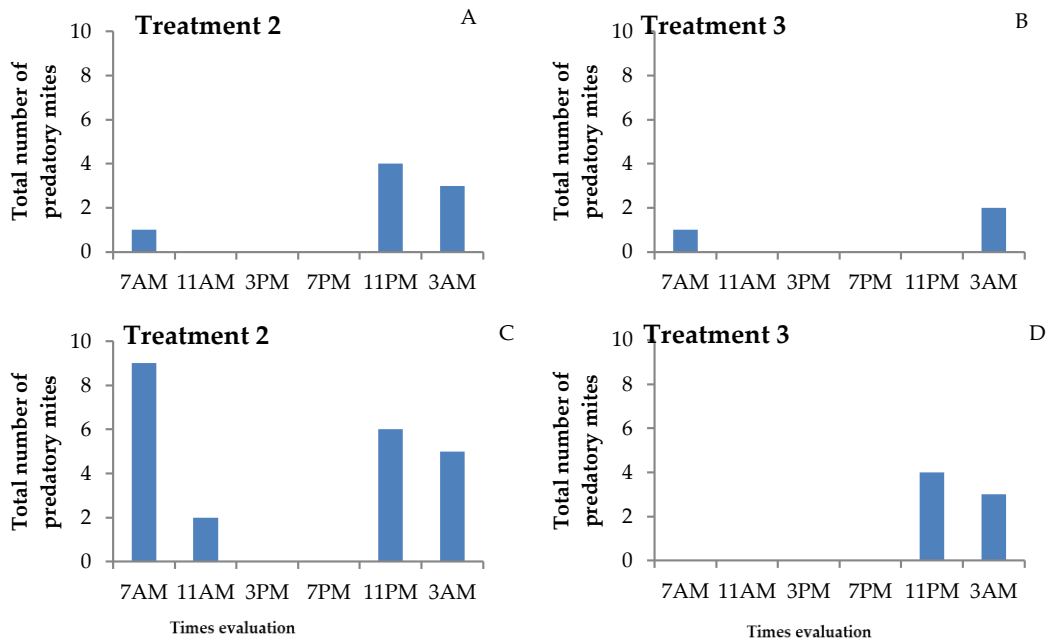 Treatment 2
A
Total number of
predatory mites
10
8
6
4
2
0
7AM 11AM 3PM 7PM 11PM 3AM
Treatment 3
B
Total number of
predatory mites
10
8
6
4
2
0
7AM 11AM 3PM 7PM 11PM 3AM
Treatment 2
C
Total number of
predatory mites
10
8
6
4
2
0
7AM 11AM 3PM 7PM 11PM 3AM
Times evaluation
Treatment 3
D
Total number of
predatory mites
10
8
6
4
2
0
7AM 11AM 3PM 7PM 11PM 3AM
Times evaluation